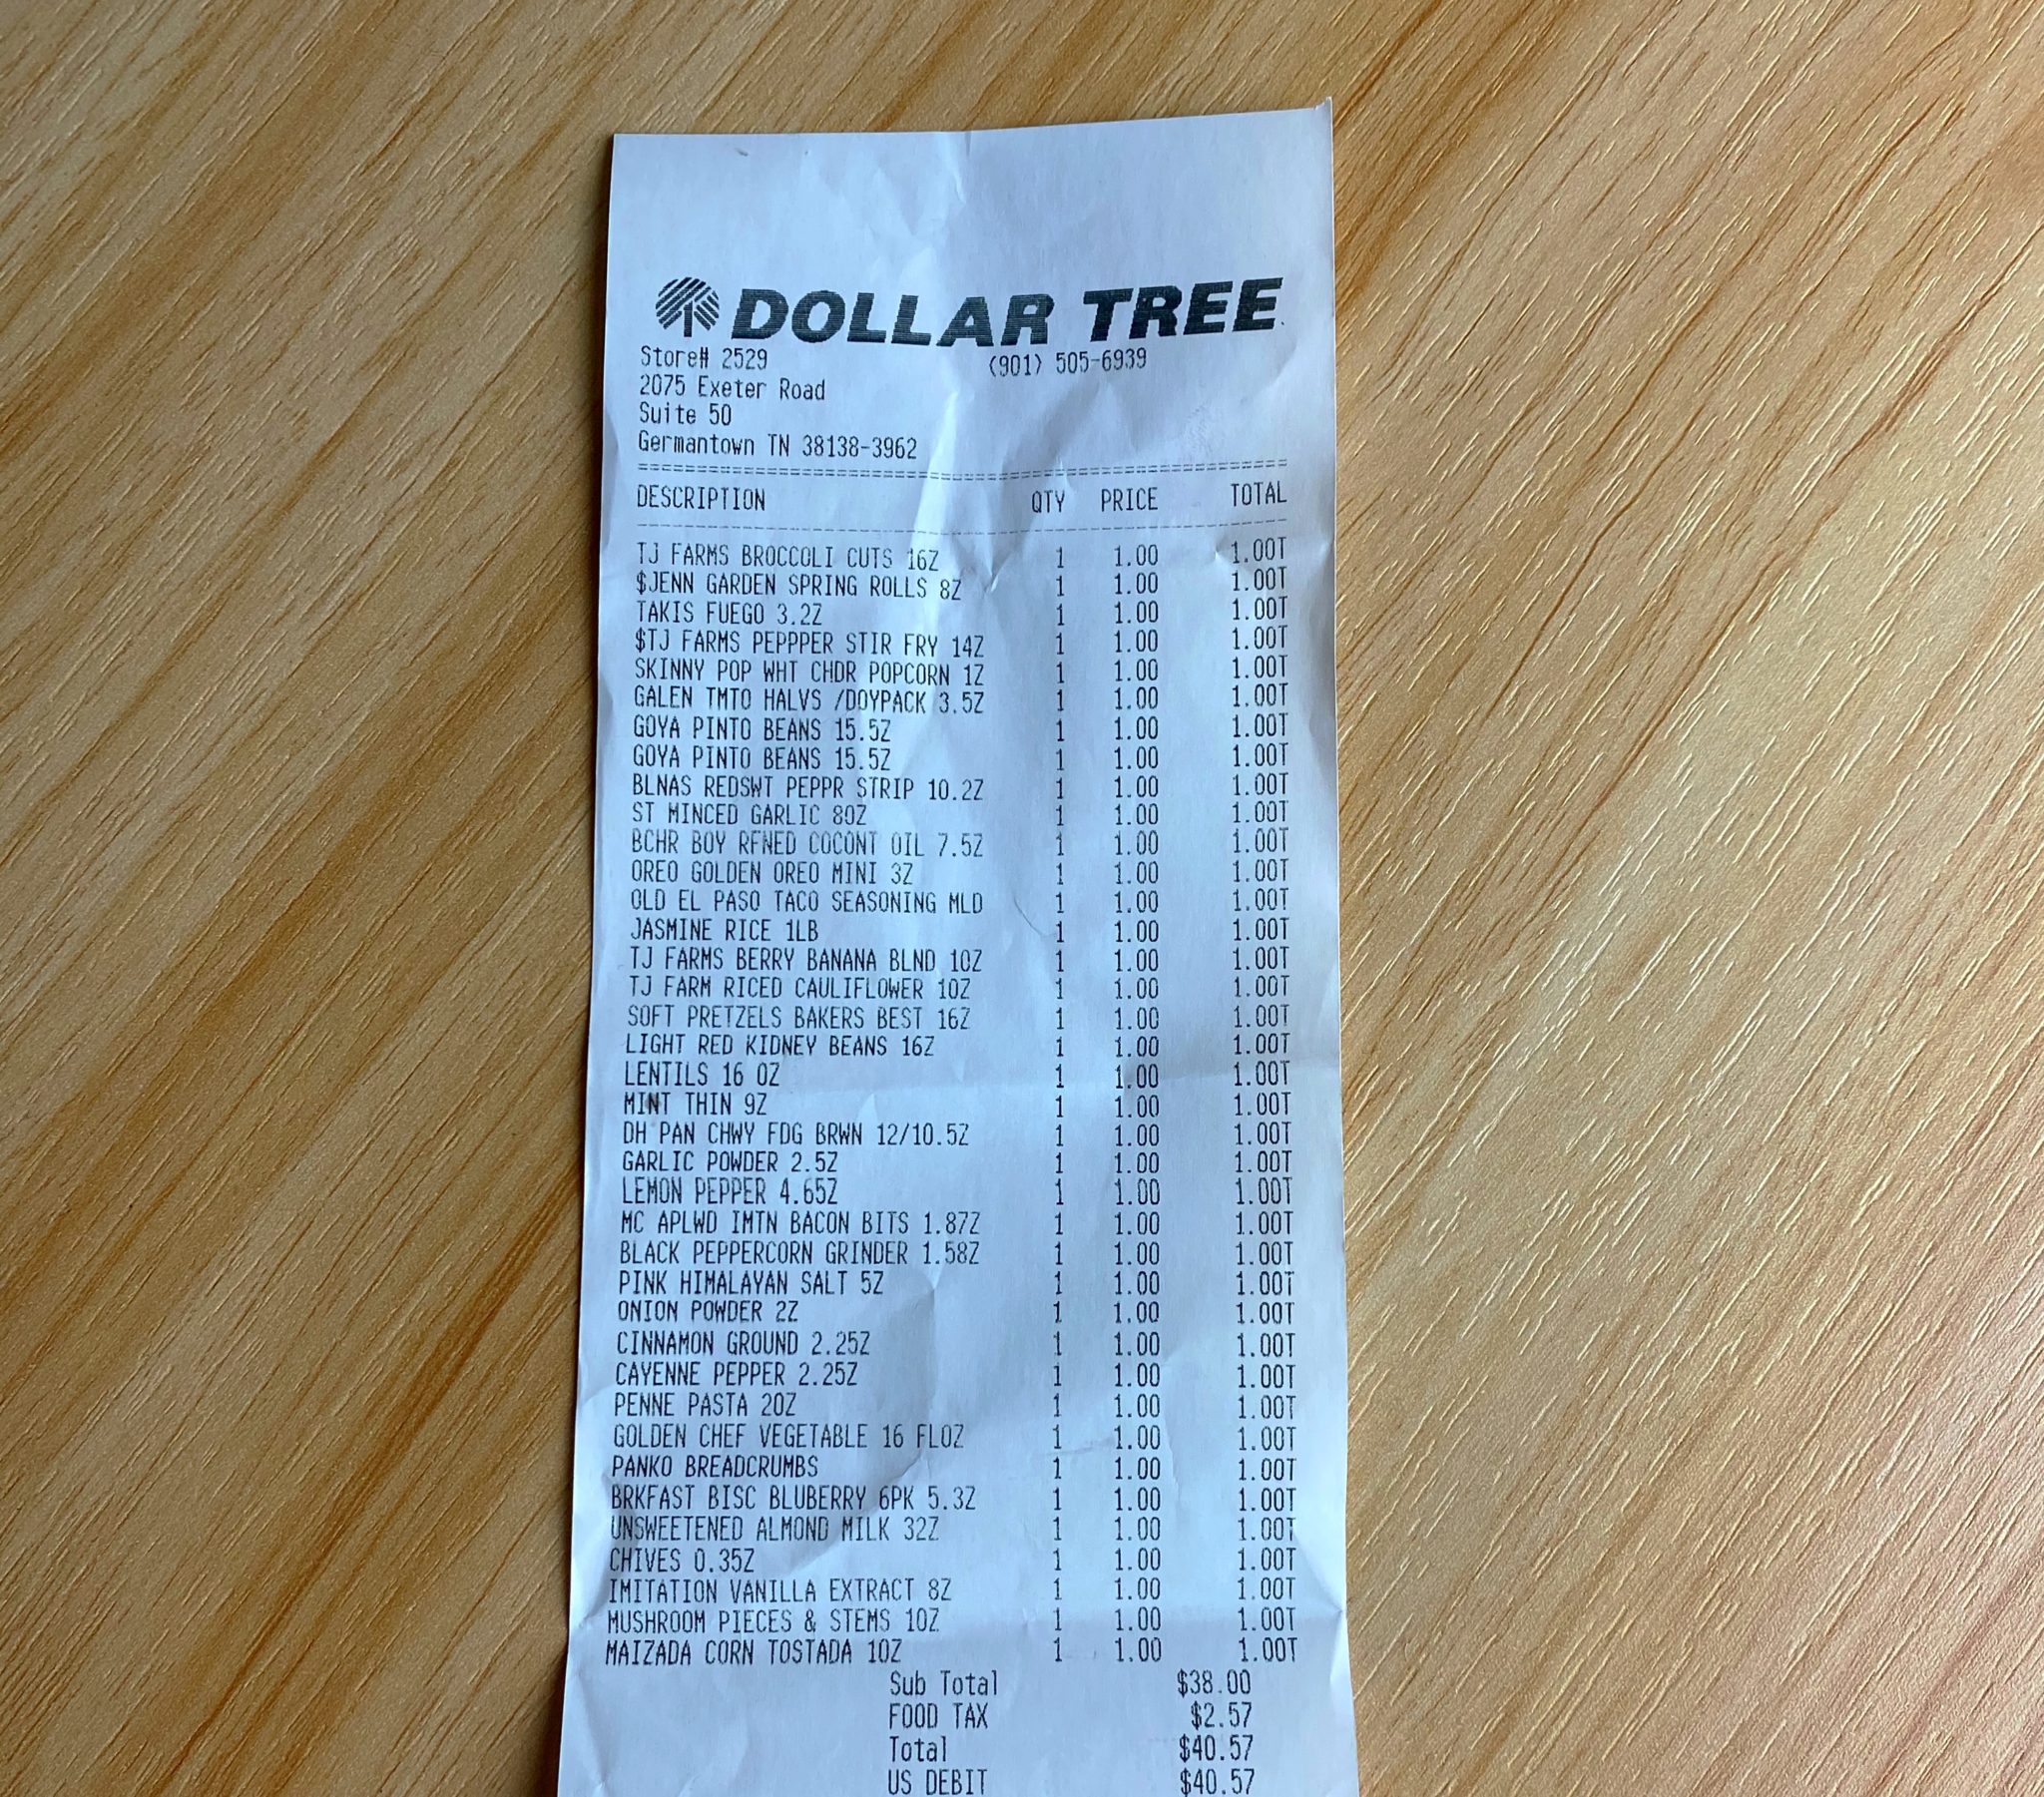 DOLLAR TREE
Store# 2529 (901) 505-6939
2075 Exeter Road
Suite 50
Germantown TN 38138-3962
================================================
DESCRIPTION QTY PRICE TOTAL
------------------------------------------------
TJ FARMS BROCCOLI CUTS 16Z 1 1.00 1.00T
$JENN GARDEN SPRING ROLLS 8Z 1 1.00 1.00T
TAKIS FUEGO 3.2Z 1 1.00 1.00T
$TJ FARMS PEPPPER STIR FRY 14Z 1 1.00 1.00T
SKINNY POP WHT CHDR POPCORN 1Z 1 1.00 1.00T
GALEN TMTO HALVS /DOYPACK 3.5Z 1 1.00 1.00T
GOYA PINTO BEANS 15.5Z 1 1.00 1.00T
GOYA PINTO BEANS 15.5Z 1 1.00 1.00T
BLNAS REDSWT PEPPR STRIP 10.2Z 1 1.00 1.00T
ST MINCED GARLIC 8OZ 1 1.00 1.00T
BCHR BOY RFNED COCONT OIL 7.5Z 1 1.00 1.00T
OREO GOLDEN OREO MINI 3Z 1 1.00 1.00T
OLD EL PASO TACO SEASONING MLD 1 1.00 1.00T
JASMINE RICE 1LB 1 1.00 1.00T
TJ FARMS BERRY BANANA BLND 10Z 1 1.00 1.00T
TJ FARM RICED CAULIFLOWER 10Z 1 1.00 1.00T
SOFT PRETZELS BAKERS BEST 16Z 1 1.00 1.00T
LIGHT RED KIDNEY BEANS 16Z 1 1.00 1.00T
LENTILS 16 OZ 1 1.00 1.00T
MINT THIN 9Z 1 1.00 1.00T
DH PAN CHWY FDG BRWN 12/10.5Z 1 1.00 1.00T
GARLIC POWDER 2.5Z 1 1.00 1.00T
LEMON PEPPER 4.65Z 1 1.00 1.00T
MC APLWD IMTN BACON BITS 1.87Z 1 1.00 1.00T
BLACK PEPPERCORN GRINDER 1.58Z 1 1.00 1.00T
PINK HIMALAYAN SALT 5Z 1 1.00 1.00T
ONION POWDER 2Z 1 1.00 1.00T
CINNAMON GROUND 2.25Z 1 1.00 1.00T
CAYENNE PEPPER 2.25Z 1 1.00 1.00T
PENNE PASTA 20Z 1 1.00 1.00T
GOLDEN CHEF VEGETABLE 16 FLOZ 1 1.00 1.00T
PANKO BREADCRUMBS 1 1.00 1.00T
BRKFAST BISC BLUBERRY 6PK 5.3Z 1 1.00 1.00T
UNSWEETENED ALMOND MILK 32Z 1 1.00 1.00T
CHIVES 0.35Z 1 1.00 1.00T
IMITATION VANILLA EXTRACT 8Z 1 1.00 1.00T
MUSHROOM PIECES & STEMS 10Z 1 1.00 1.00T
MAIZADA CORN TOSTADA 10Z 1 1.00 1.00T
Sub Total $38.00
FOOD TAX $2.57
Total $40.57
US DEBIT $40.57